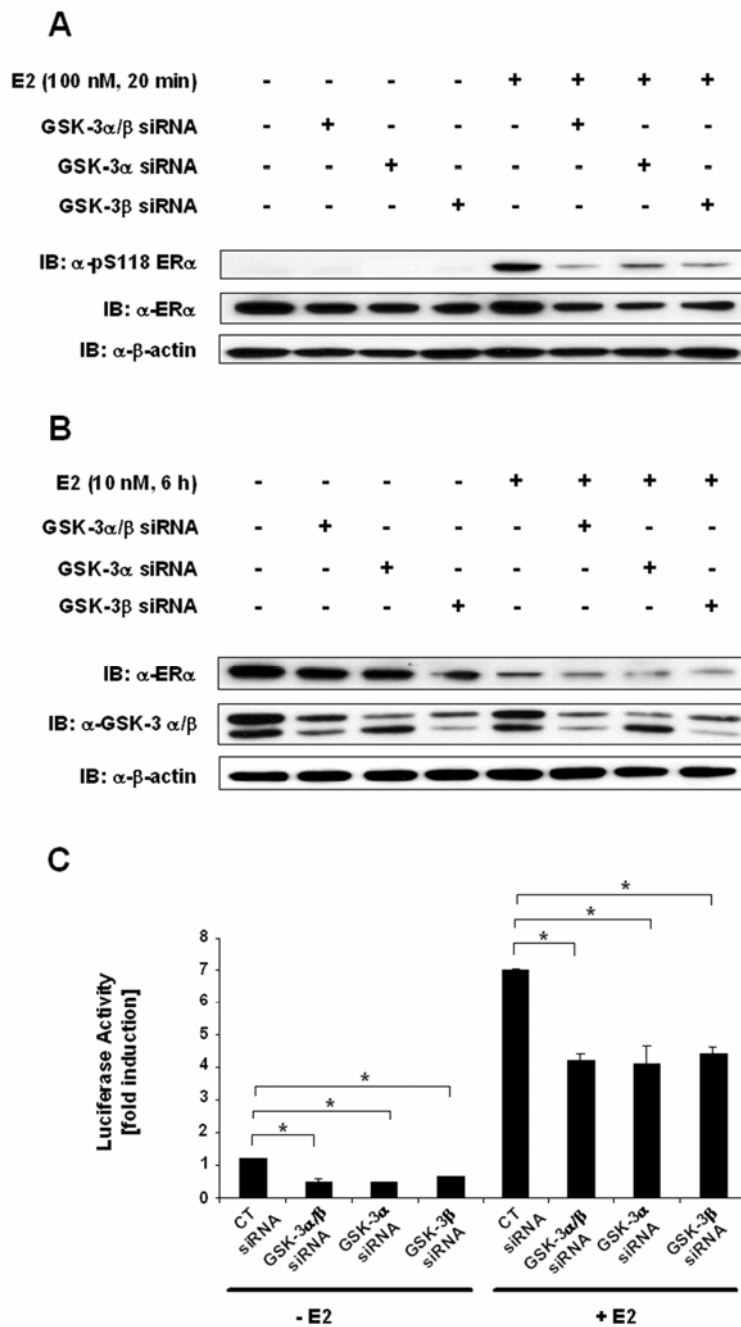 A
E2 (100 nM, 20 min) - - - - + + + +
GSK-3α/β siRNA - + - - - + - -
GSK-3α siRNA - - + - - - + -
GSK-3β siRNA - - - + - - - +
IB: α-pS118 ERα
IB: α-ERα
IB: α-β-actin
B
E2 (10 nM, 6 h) - - - - + + + +
GSK-3α/β siRNA - + - - - + - -
GSK-3α siRNA - - + - - - + -
GSK-3β siRNA - - - + - - - +
IB: α-ERα
IB: α-GSK-3 α/β
IB: α-β-actin
C
Luciferase Activity
[fold induction]
8
7
6
5
4
3
2
1
0
* * *
* * *
CT siRNA
GSK-3α/β siRNA
GSK-3α siRNA
GSK-3β siRNA
CT siRNA
GSK-3α/β siRNA
GSK-3α siRNA
GSK-3β siRNA
- E2
+ E2